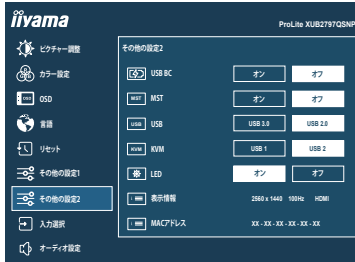 iiyama
ProLite XUB2797QSNP
ピクチャー調整
カラー設定
OSD OSD
言語
リセット
その他の設定1
その他の設定2
入力選択
オーディオ設定
その他の設定2
USB BC オン オフ
MST MST オン オフ
USB USB USB 3.0 USB 2.0
KVM KVM USB 1 USB 2
LED オン オフ
表示情報 2560 x 1440 100Hz HDMI
MACアドレス XX - XX - XX - XX - XX - XX